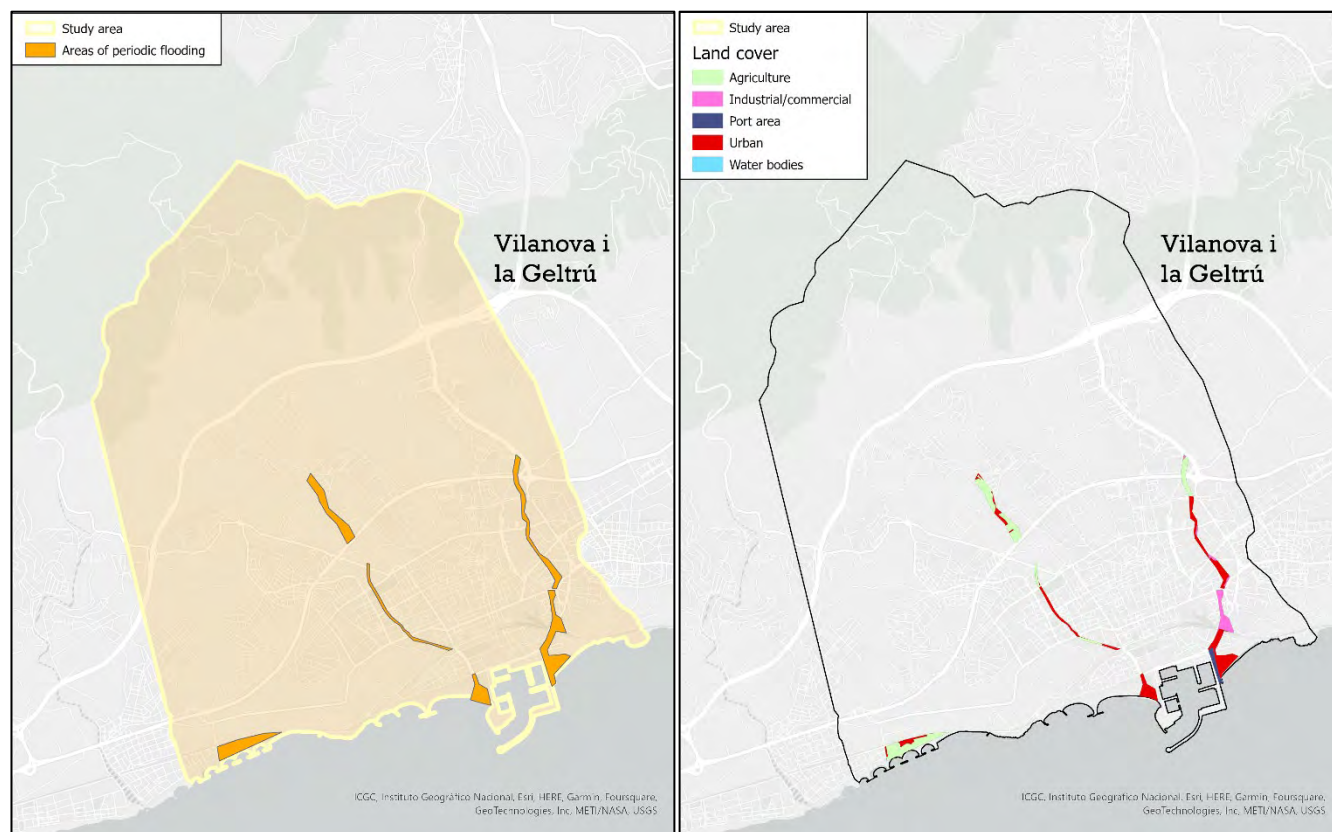 Study area
Areas of periodic flooding
Vilanova i
la Geltrú
ICGC, Instituto Geográfico Nacional, Esri, HERE, Garmin, Foursquare,
GeoTechnologies, Inc, METI/NASA, USGS
Study area
Land cover
Agriculture
Industrial/commercial
Port area
Urban
Water bodies
Vilanova i
la Geltrú
ICGC, Instituto Geográfico Nacional, Esri, HERE, Garmin, Foursquare,
GeoTechnologies, Inc, METI/NASA, USGS